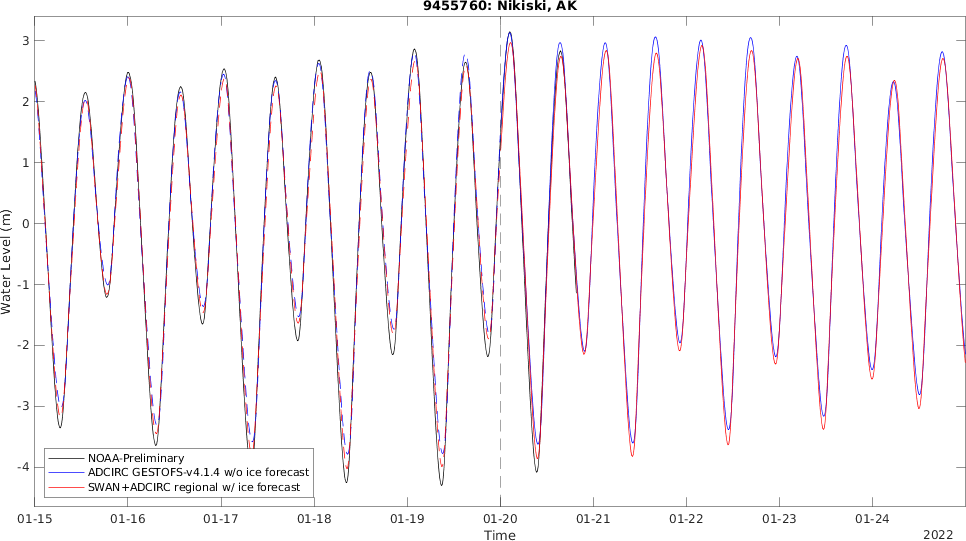 9455760: Nikiski, AK
Water Level (m)
3
2
1
0
-1
-2
-3
-4
NOAA-Preliminary
ADCIRC GESTOFS-v4.1.4 w/o ice forecast
SWAN+ADCIRC regional w/ ice forecast
01-15 01-16 01-17 01-18 01-19 01-20 01-21 01-22 01-23 01-24
Time
2022